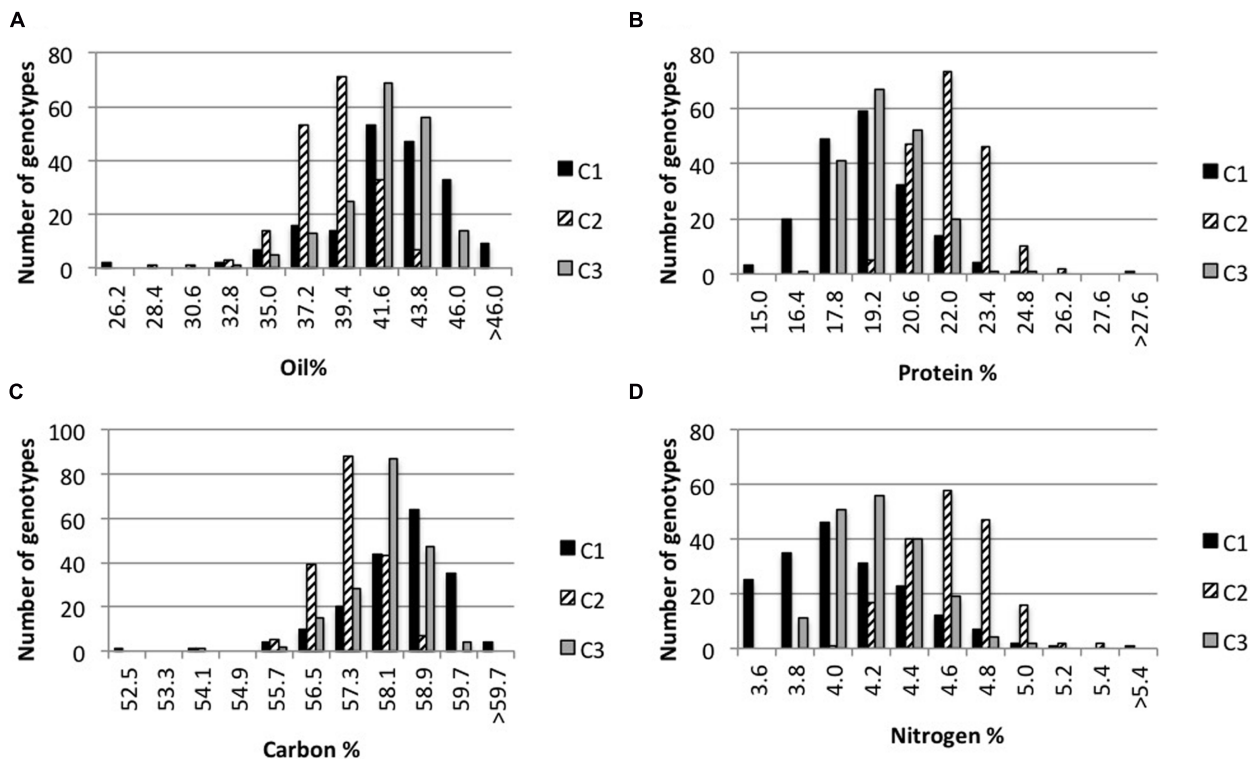 A
Number of genotypes
80
60
40
20
0
26.2 28.4 30.6 32.8 35.0 37.2 39.4 41.6 43.8 46.0 >46.0
Oil%
C1
C2
C3
B
Numbre of genotypes
80
60
40
20
0
15.0 16.4 17.8 19.2 20.6 22.0 23.4 24.8 26.2 27.6 >27.6
Protein %
C1
C2
C3
C
Number of genotypes
100
80
60
40
20
0
52.5 53.3 54.1 54.9 55.7 56.5 57.3 58.1 58.9 59.7 >59.7
Carbon %
C1
C2
C3
D
Number of genotypes
80
60
40
20
0
3.6 3.8 4.0 4.2 4.4 4.6 4.8 5.0 5.2 5.4 >5.4
Nitrogen %
C1
C2
C3